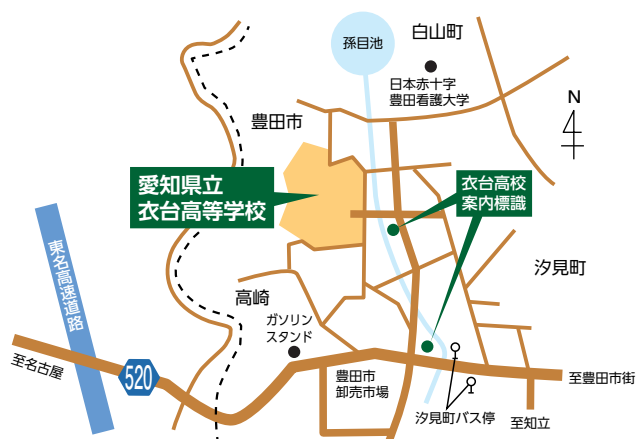 孫目池
白山町
日本赤十字
豊田看護大学
N
豊田市
愛知県立
衣台高等学校
衣台高校
案内標識
東名高速道路
汐見町
高崎
ガソリン
スタンド
至名古屋
520
豊田市
卸売市場
汐見町バス停
至豊田市街
至知立